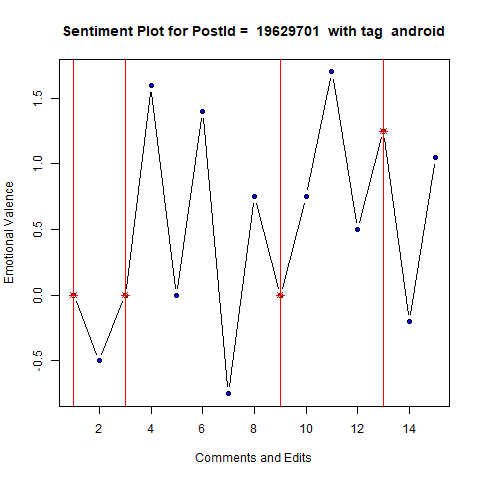 Sentiment Plot for PostId =  19629701  with tag  android
Emotional Valence
1.5
1.0
0.5
0.0
-0.5
2 4 6 8 10 12 14
Comments and Edits